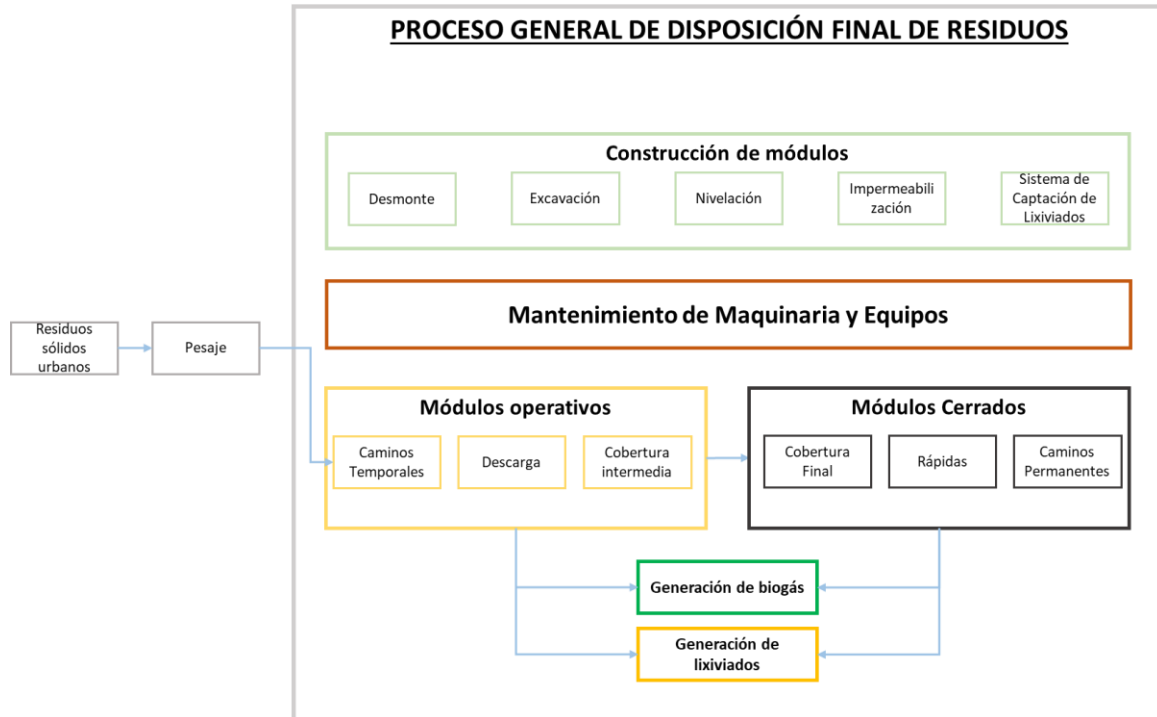 PROCESO GENERAL DE DISPOSICIÓN FINAL DE RESIDUOS
Construcción de módulos
Desmonte
Excavación
Nivelación
Impermeabili
zación
Sistema de
Captación de
Lixiviados
Mantenimiento de Maquinaria y Equipos
Residuos
sólidos
urbanos
Pesaje
Módulos operativos
Caminos
Temporales
Descarga
Cobertura
intermedia
Módulos Cerrados
Cobertura
Final
Rápidas
Caminos
Permanentes
Generación de biogás
Generación de
lixiviados